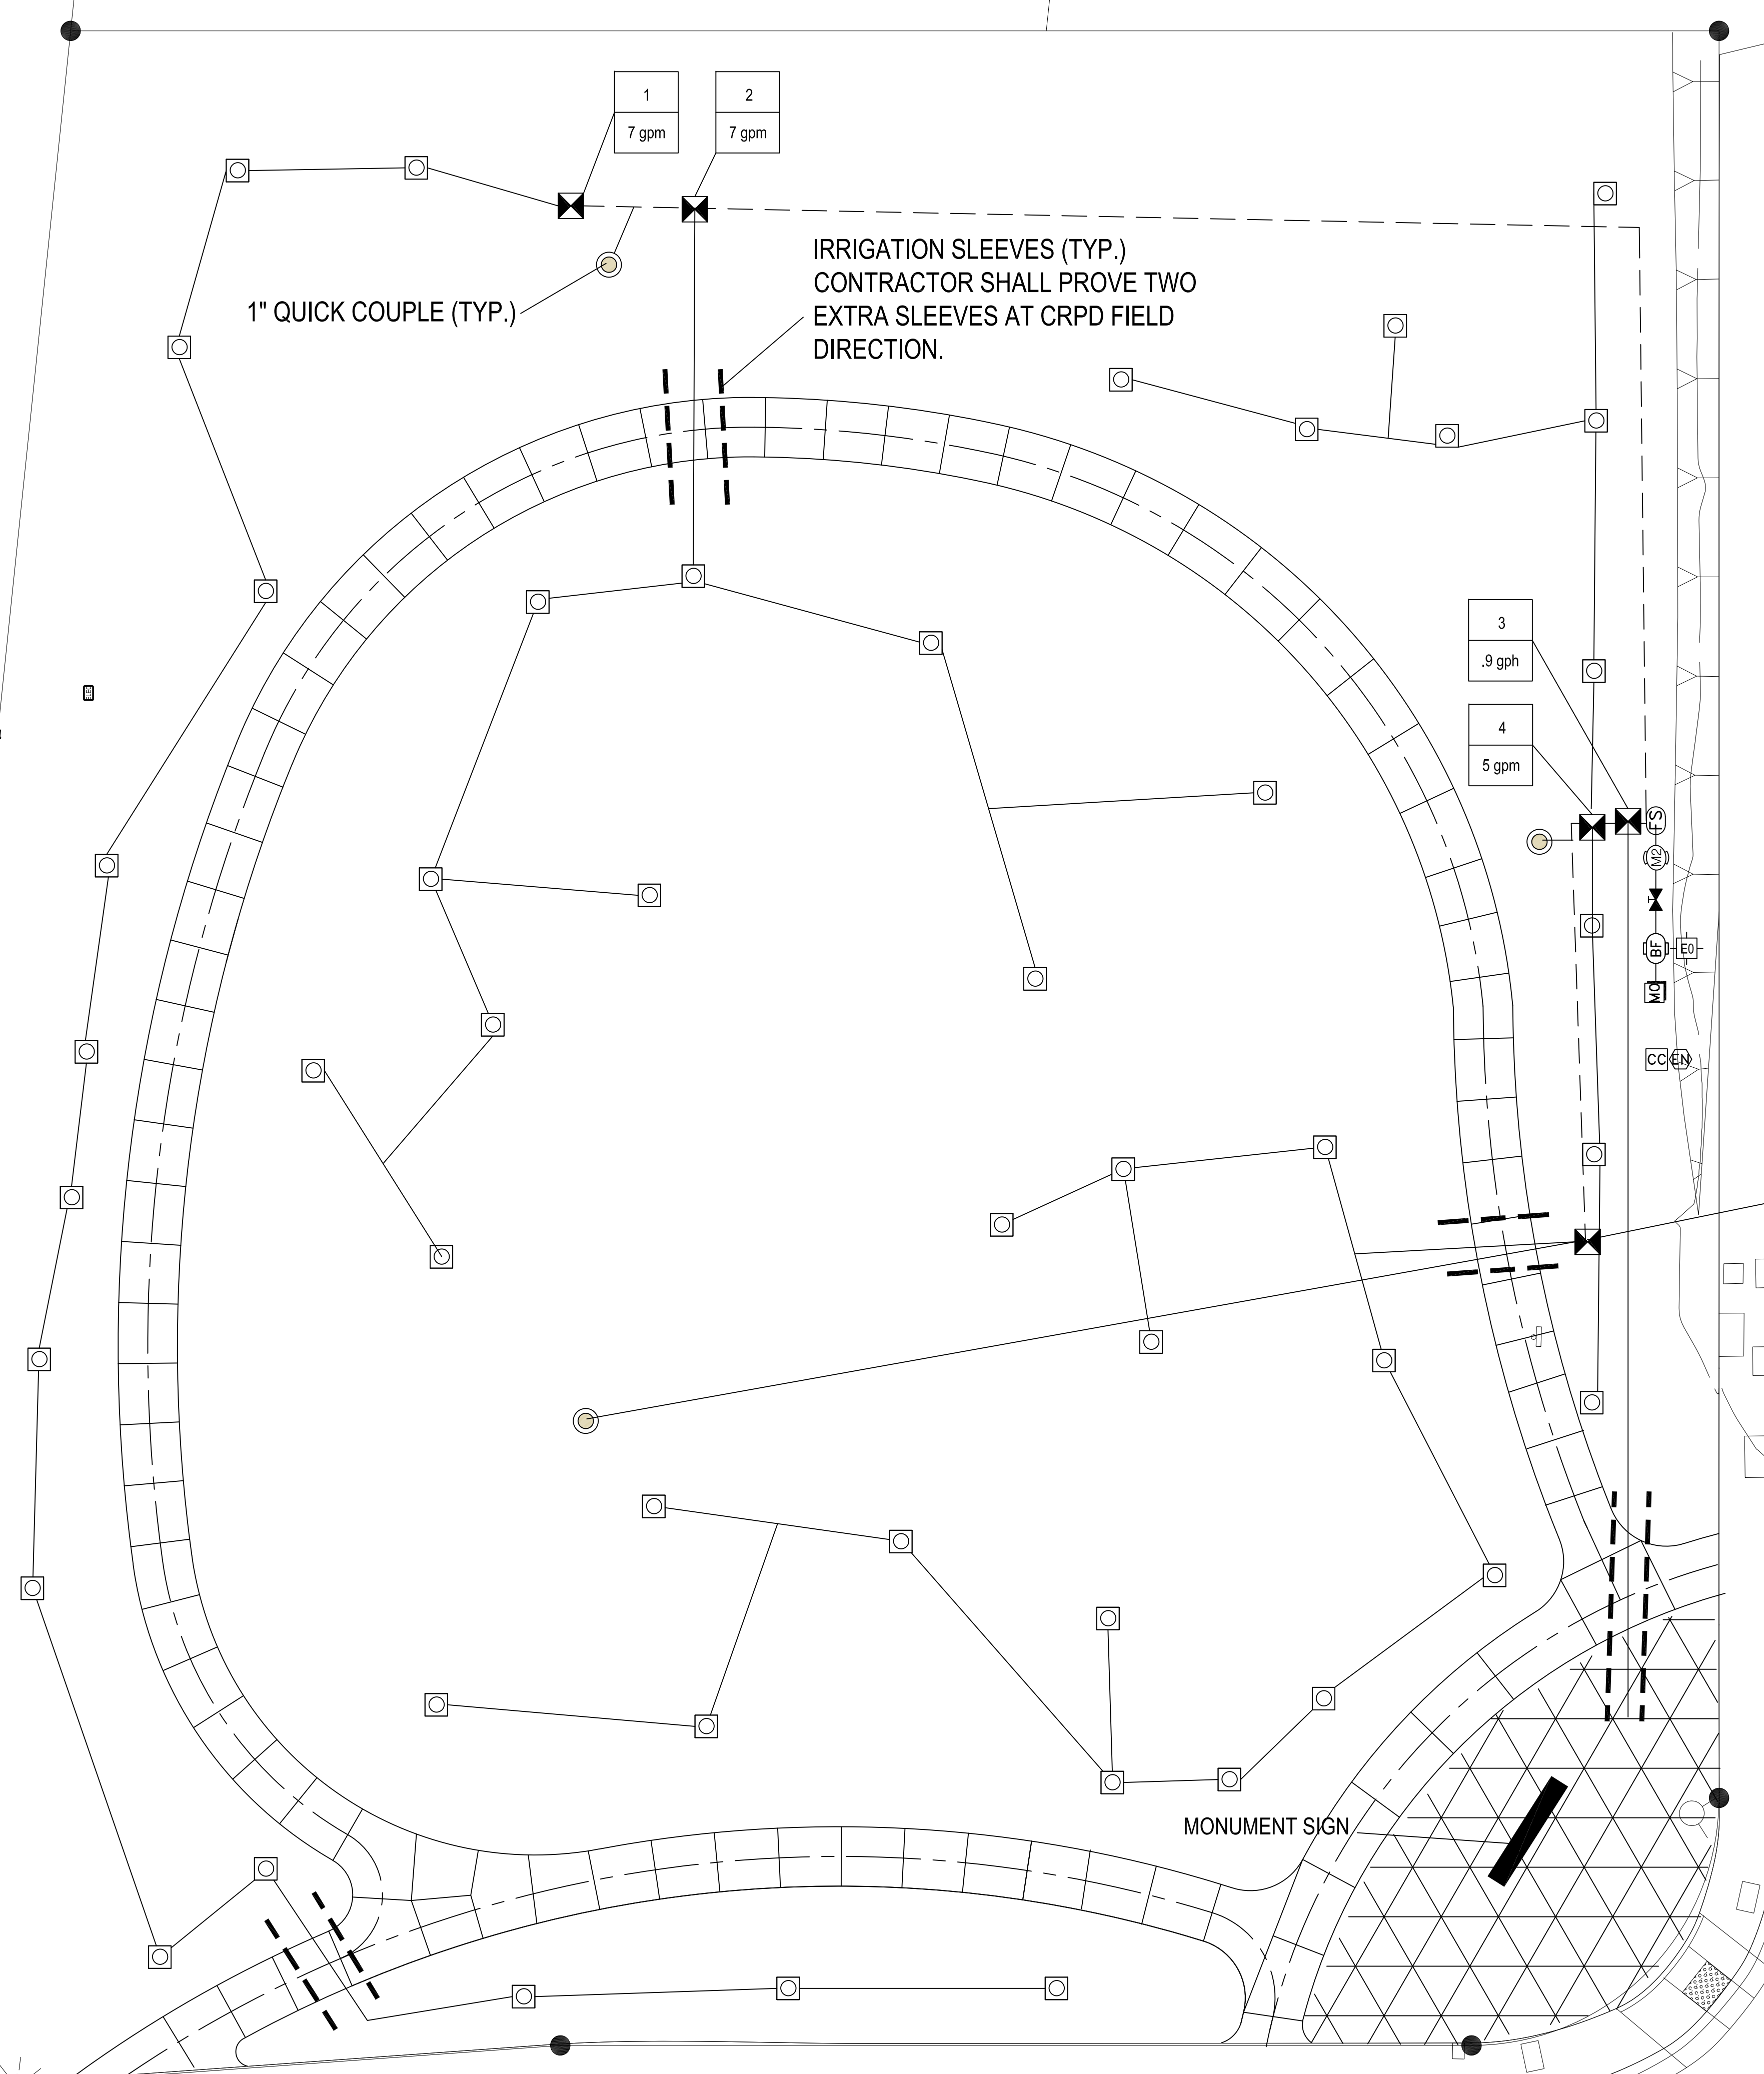 1
7 gpm
2
7 gpm
IRRIGATION SLEEVES (TYP.)
CONTRACTOR SHALL PROVE TWO
EXTRA SLEEVES AT CRPD FIELD
DIRECTION.
1" QUICK COUPLE (TYP.)
3
.9 gph
4
5 gpm
FS
M2
BF
E0
MO
CC
EN
MONUMENT SIGN